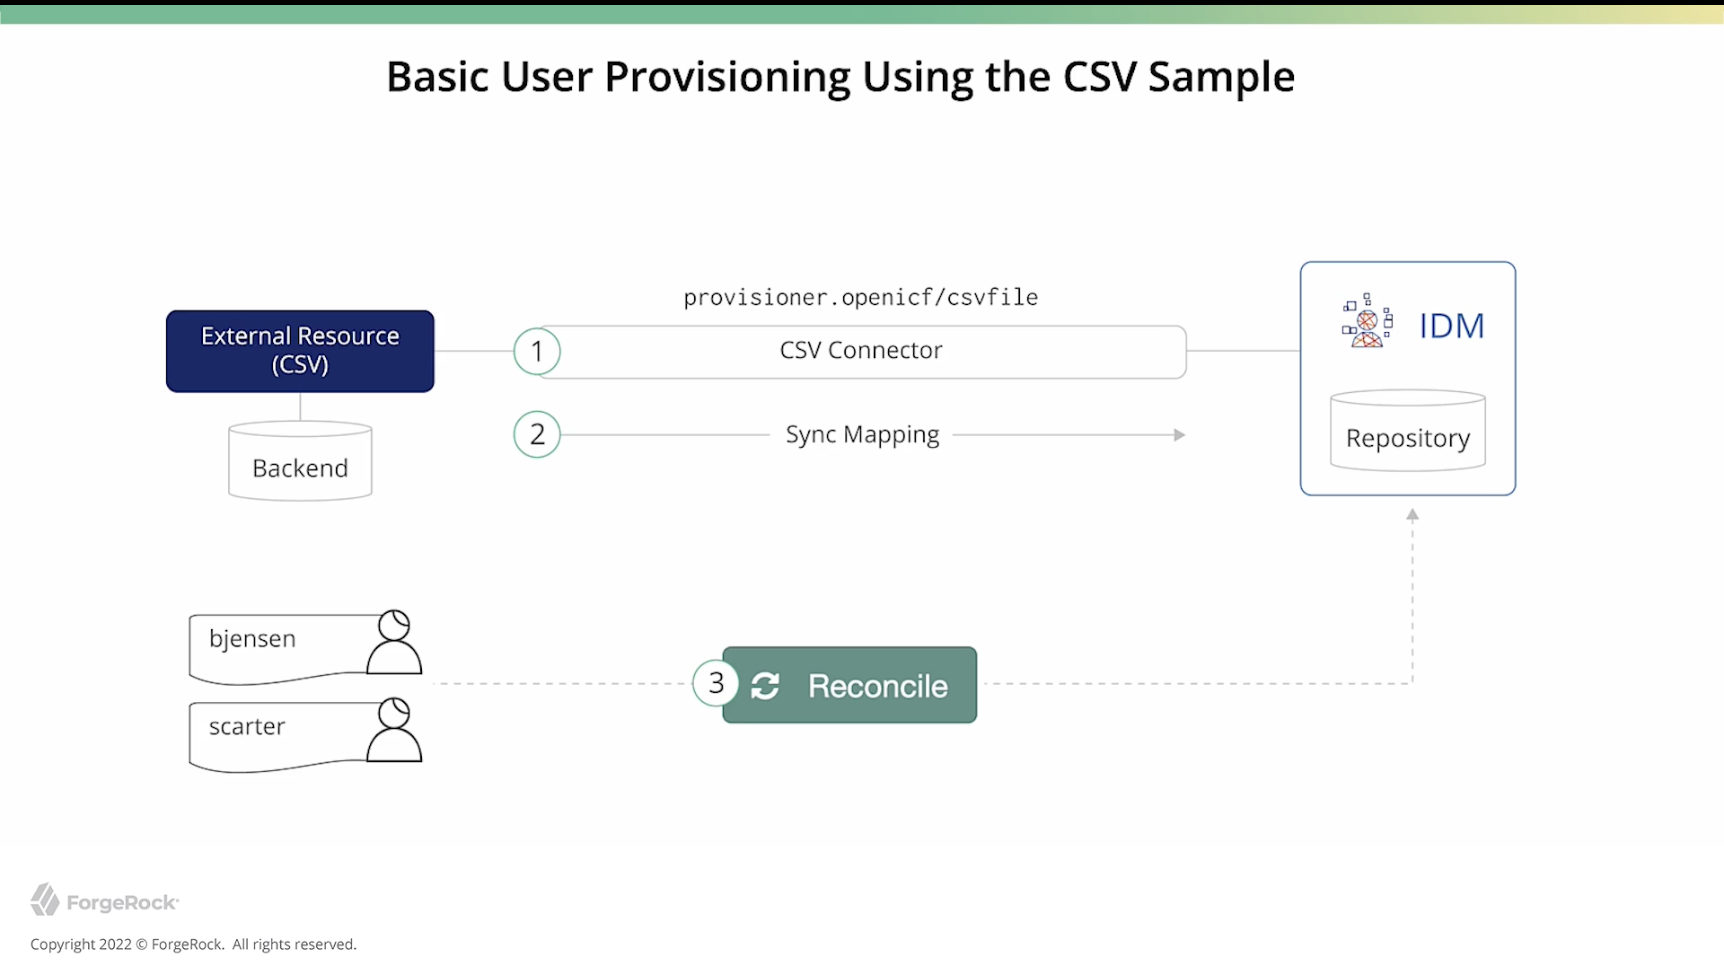 Basic User Provisioning Using the CSV Sample
provisioner.openicf/csvfile
External Resource
(CSV)
1
CSV Connector
IDM
2
Sync Mapping
Repository
Backend
bjensen
3
Reconcile
scarter
ForgeRock
Copyright 2022 © ForgeRock. All rights reserved.